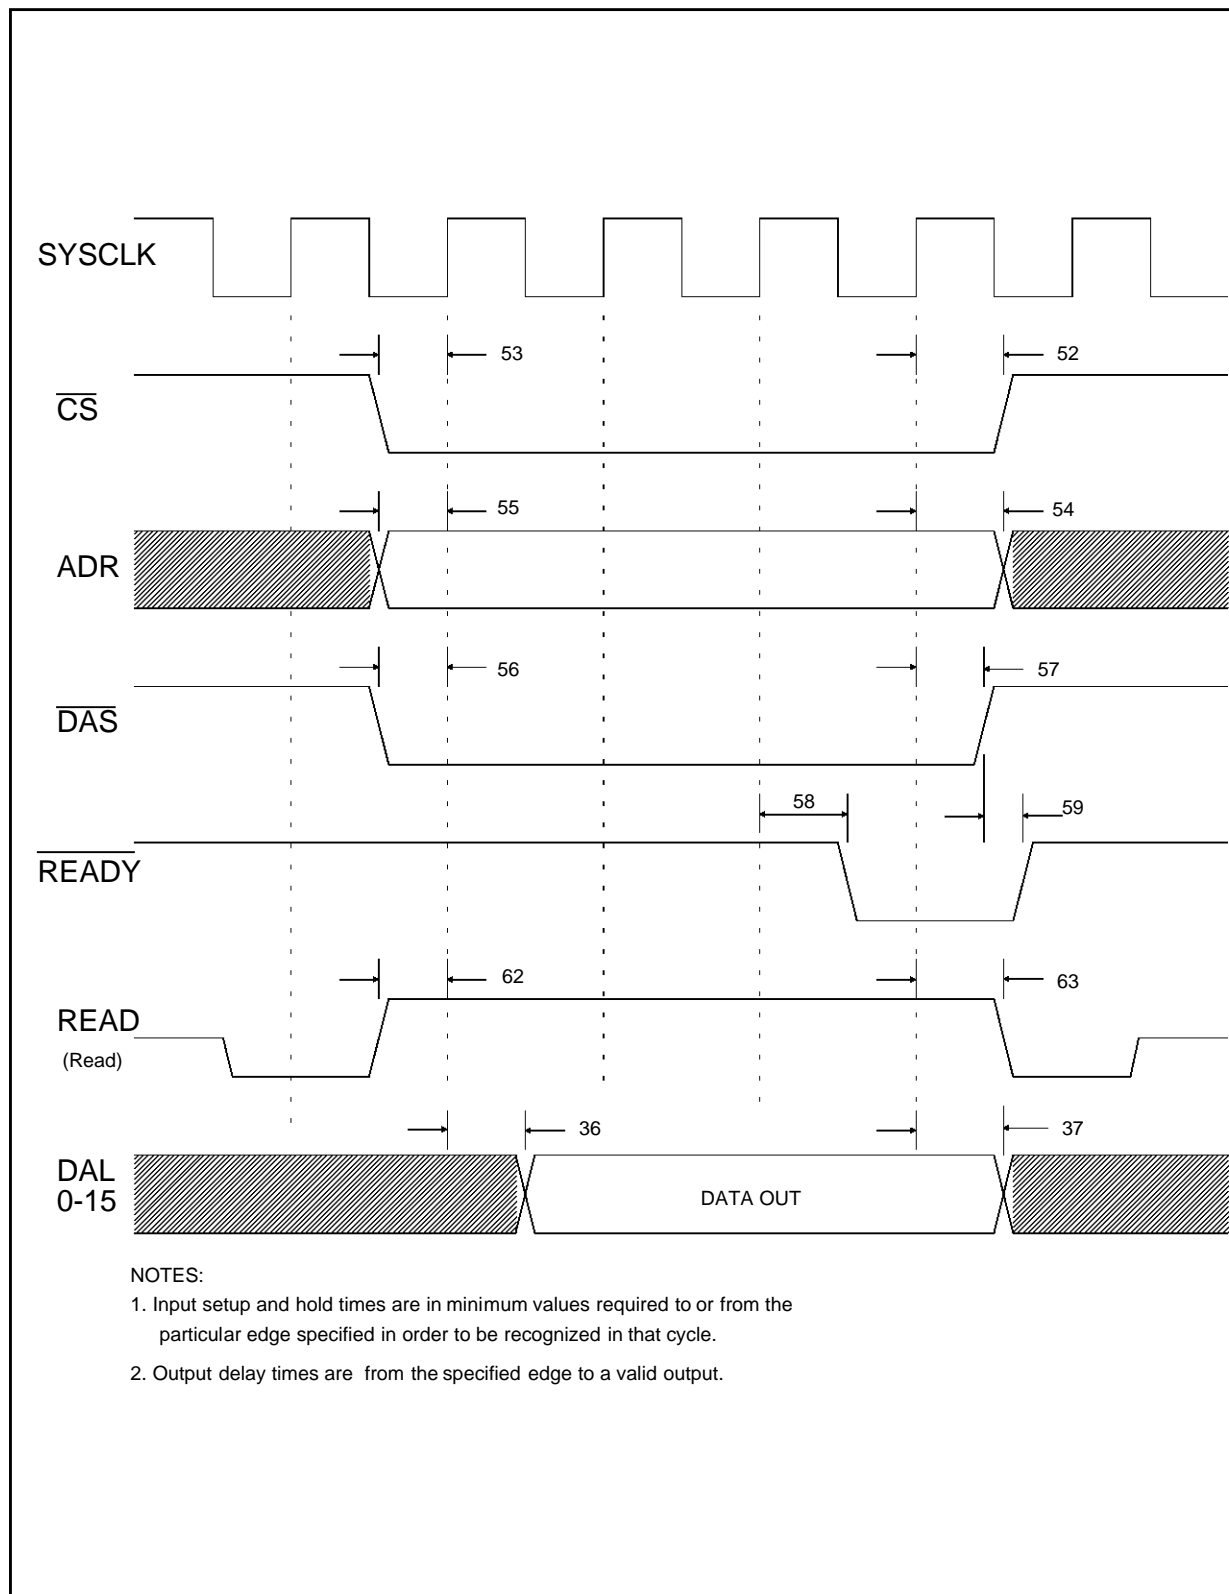 SYSCLK
53
52
CS
55
54
ADR
56
57
DAS
58
59
READY
62
63
READ
(Read)
36
37
DAL
0-15
DATA OUT
NOTES:
1. Input setup and hold times are in minimum values required to or from the
particular edge specified in order to be recognized in that cycle.
2. Output delay times are from the specified edge to a valid output.